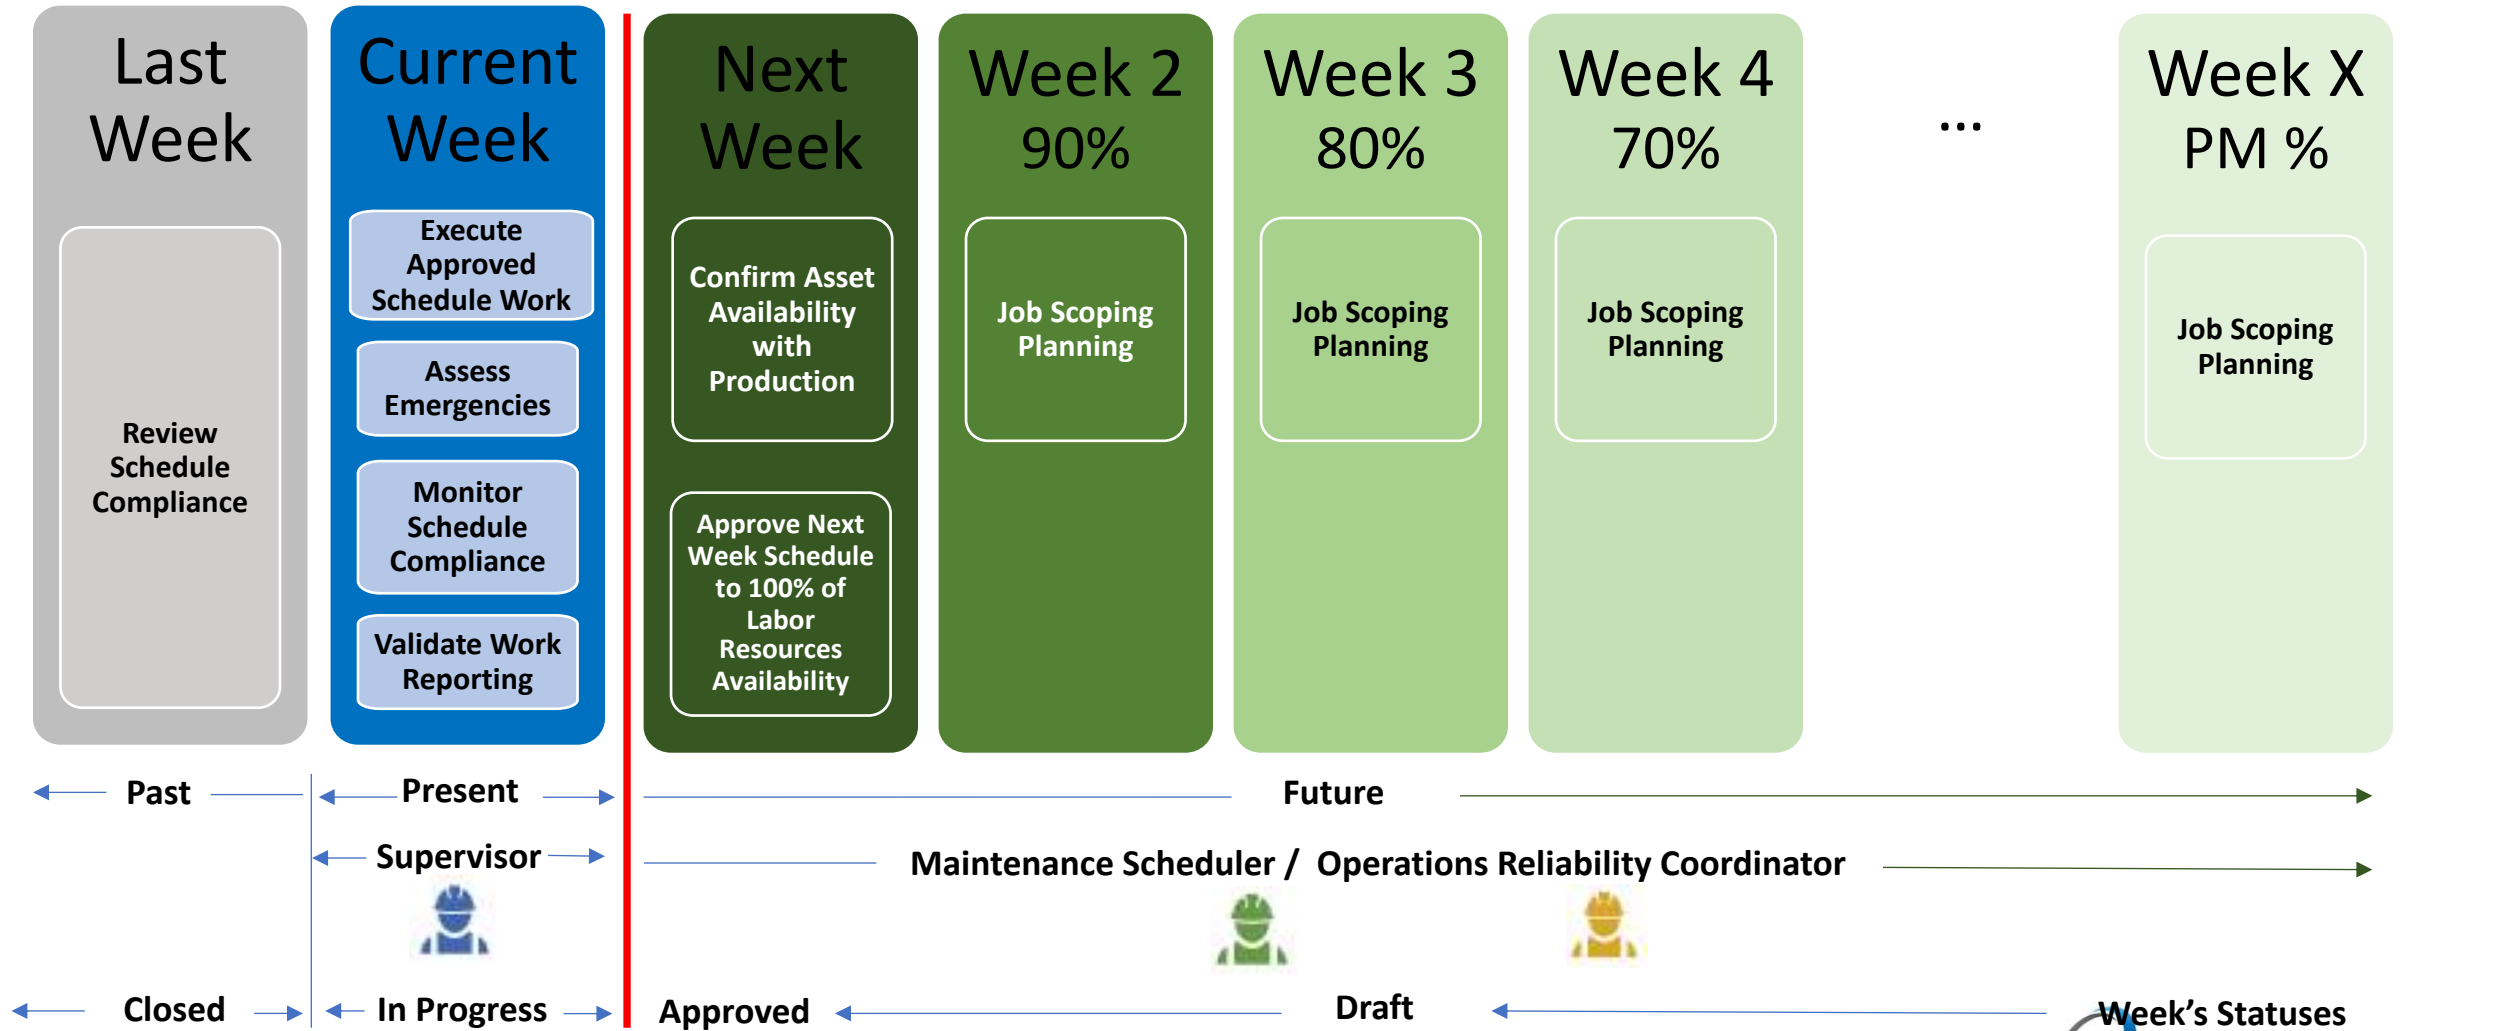 Last
Week
Review
Schedule
Compliance
Current
Week
Execute
Approved
Schedule Work
Assess
Emergencies
Monitor
Schedule
Compliance
Validate Work
Reporting
Next
Week
Confirm Asset
Availability
with
Production
Approve Next
Week Schedule
to 100% of
Labor
Resources
Availability
Week 2
90%
Job Scoping
Planning
Week 3
80%
Job Scoping
Planning
Week 4
70%
Job Scoping
Planning
...
Week X
PM %
Job Scoping
Planning
Past
Present
Future
Supervisor
Maintenance Scheduler / Operations Reliability Coordinator
Closed
In Progress
Approved
Draft
Week's Statuses